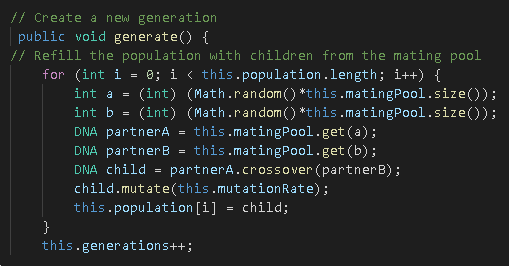 // Create a new generation
public void generate() {
// Refill the population with children from the mating pool
for (int i = 0; i < this.population.length; i++) {
int a = (int) (Math.random()*this.matingPool.size());
int b = (int) (Math.random()*this.matingPool.size());
DNA partnerA = this.matingPool.get(a);
DNA partnerB = this.matingPool.get(b);
DNA child = partnerA.crossover(partnerB);
child.mutate(this.mutationRate);
this.population[i] = child;
}
this.generations++;